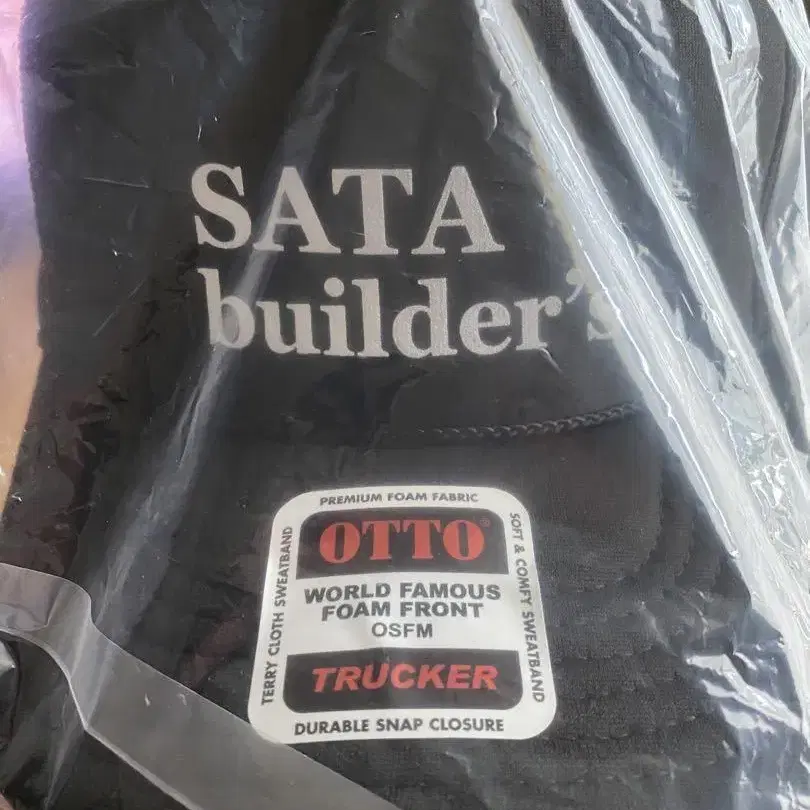 SATA
builder's
PREMIUM FOAM FABRIC
OTTO®
WORLD FAMOUS
FOAM FRONT
OSFM
TRUCKER
DURABLE SNAP CLOSURE
TERRY CLOTH SWEATBAND
SOFT & COMFY SWEATBAND